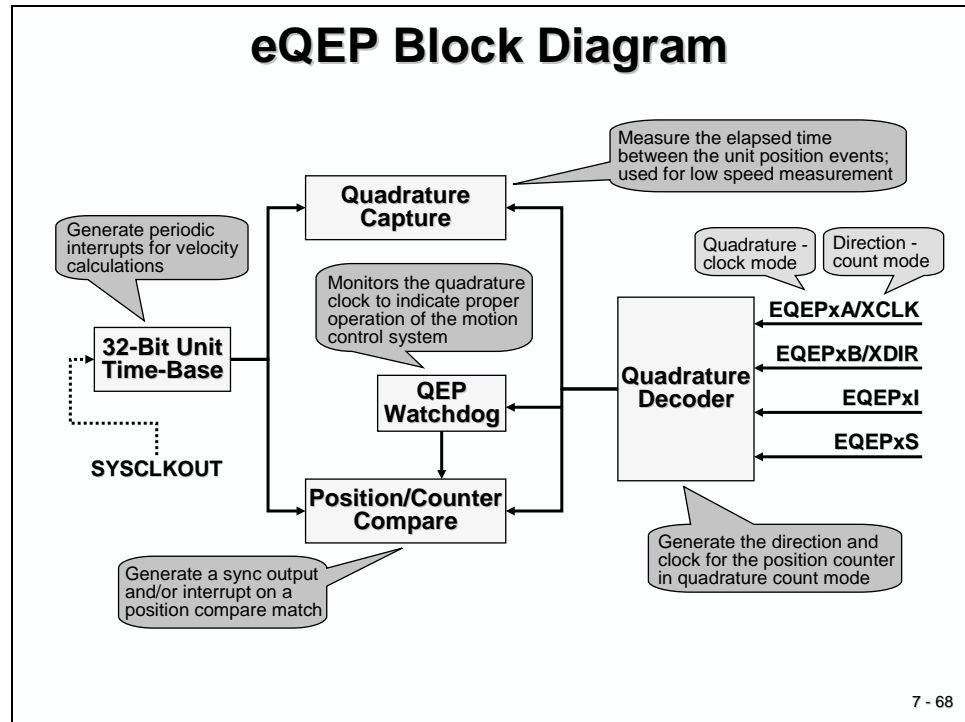 eQEP Block Diagram
Measure the elapsed time
between the unit position events;
used for low speed measurement
Quadrature
Capture
Generate periodic
interrupts for velocity
calculations
Quadrature -
clock mode
Direction -
count mode
Monitors the quadrature
clock to indicate proper
operation of the motion
control system
EQEPxA/XCLK
32-Bit Unit
Time-Base
EQEPxB/XDIR
Quadrature
Decoder
QEP
Watchdog
EQEPxI
EQEPxS
SYSCLKOUT
Position/Counter
Compare
Generate the direction and
clock for the position counter
in quadrature count mode
Generate a sync output
and/or interrupt on a
position compare match
7 - 68